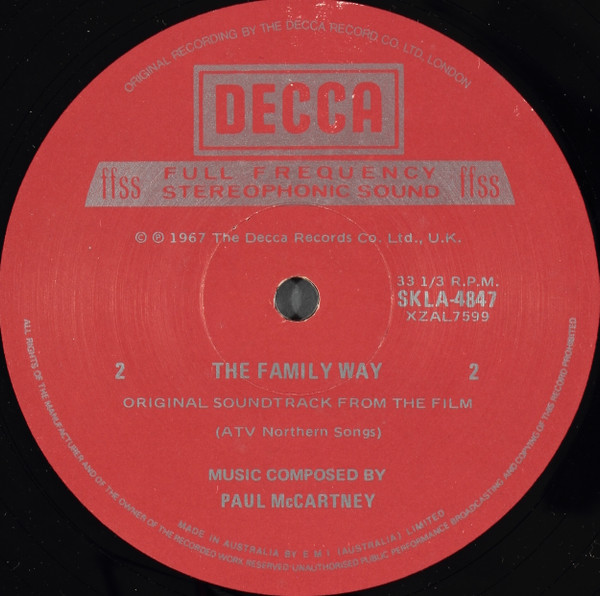 ORIGINAL RECORDING BY THE DECCA RECORD CO. LTD., LONDON
DECCA
ffss FULL FREQUENCY ffss
STEREOPHONIC SOUND
© ℗ 1967 The Decca Records Co. Ltd., U.K.
33 1/3 R.P.M.
SKLA-4847
XZAL7599
2 THE FAMILY WAY 2
ORIGINAL SOUNDTRACK FROM THE FILM
(ATV Northern Songs)
MUSIC COMPOSED BY
PAUL McCARTNEY
MADE IN AUSTRALIA BY E M I (AUSTRALIA) LIMITED
ALL RIGHTS OF THE MANUFACTURER AND OF THE OWNER OF THE RECORDED WORK RESERVED UNAUTHORISED PUBLIC PERFORMANCE BROADCASTING AND COPYING OF THIS RECORD PROHIBITED